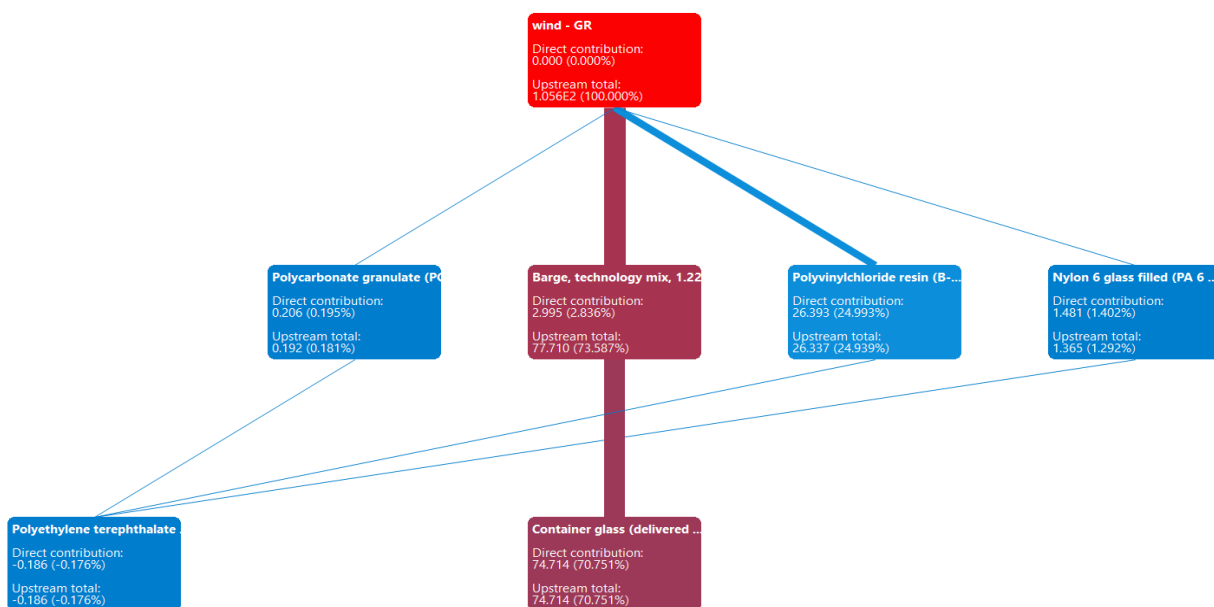 wind - GR
Direct contribution:
0.000 (0.000%)
Upstream total:
1.056E2 (100.000%)
Polycarbonate granulate (PC
Direct contribution:
0.206 (0.195%)
Upstream total:
0.192 (0.181%)
Barge, technology mix, 1.22
Direct contribution:
2.995 (2.836%)
Upstream total:
77.710 (73.587%)
Polyvinylchloride resin (B-...
Direct contribution:
26.393 (24.993%)
Upstream total:
26.337 (24.939%)
Nylon 6 glass filled (PA 6 ...
Direct contribution:
1.481 (1.402%)
Upstream total:
1.365 (1.292%)
Polyethylene terephthalate .
Direct contribution:
-0.186 (-0.176%)
Upstream total:
-0.186 (-0.176%)
Container glass (delivered ...
Direct contribution:
74.714 (70.751%)
Upstream total:
74.714 (70.751%)